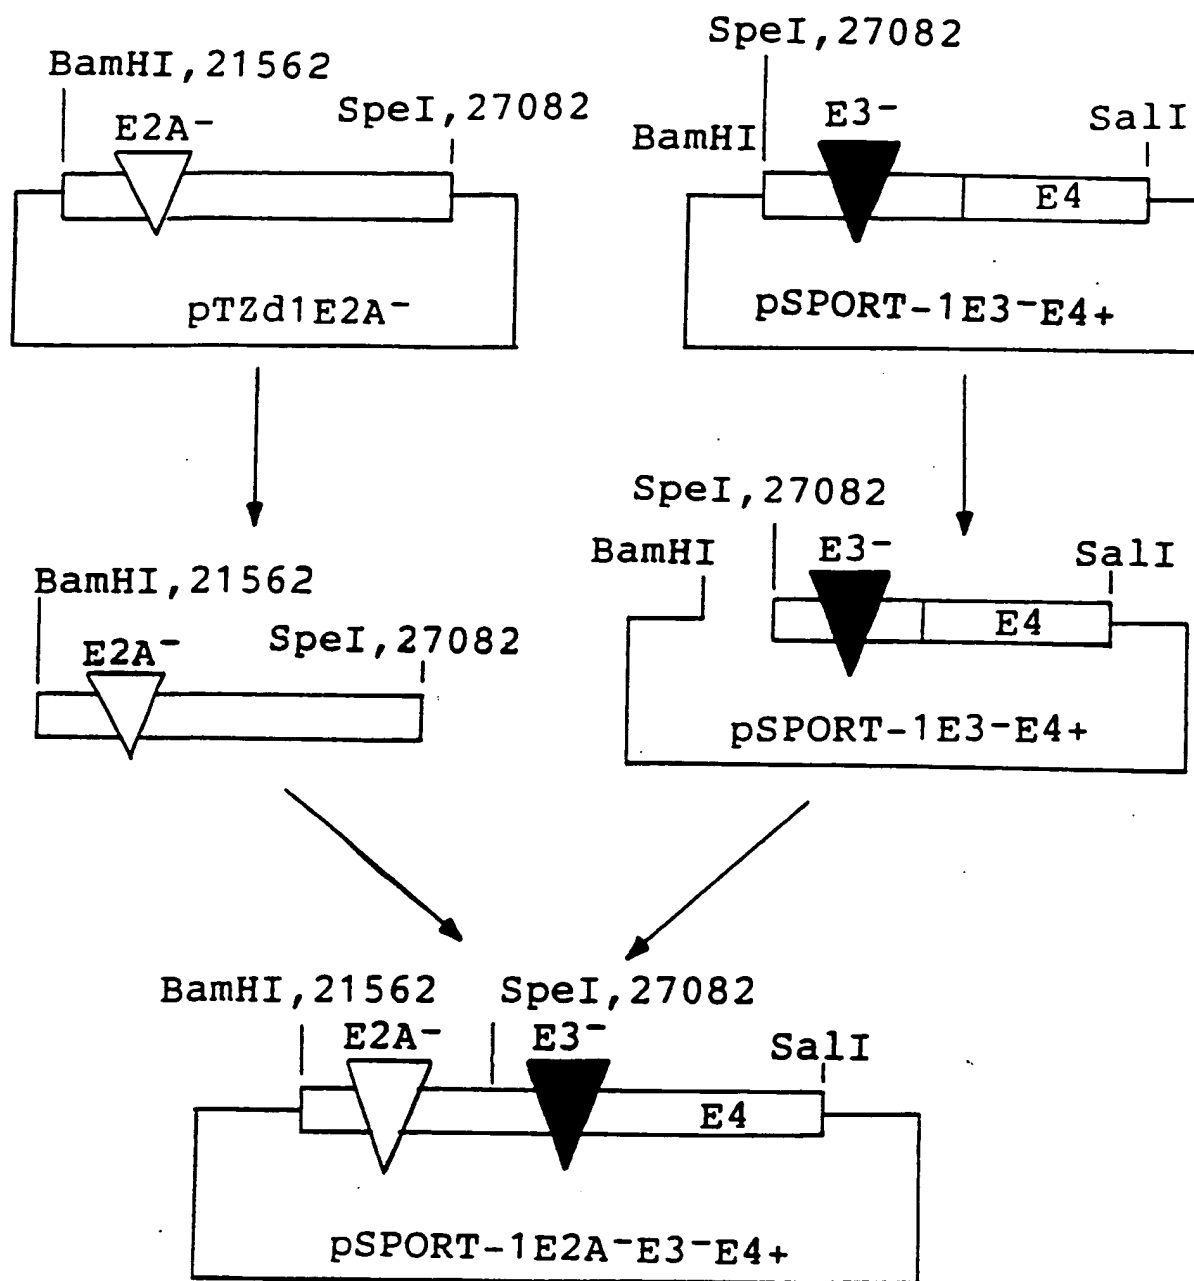 SpeI,27082
BamHI,21562
SpeI,27082
E2A-
E3-
SalI
BamHI
E4
pTZd1E2A-
pSPORT-1E3-E4+
SpeI,27082
BamHI
E3-
SalI
BamHI,21562
E2A-
SpeI,27082
E4
pSPORT-1E3-E4+
BamHI,21562
SpeI,27082
E2A-
E3-
SalI
E4
pSPORT-1E2A-E3-E4+